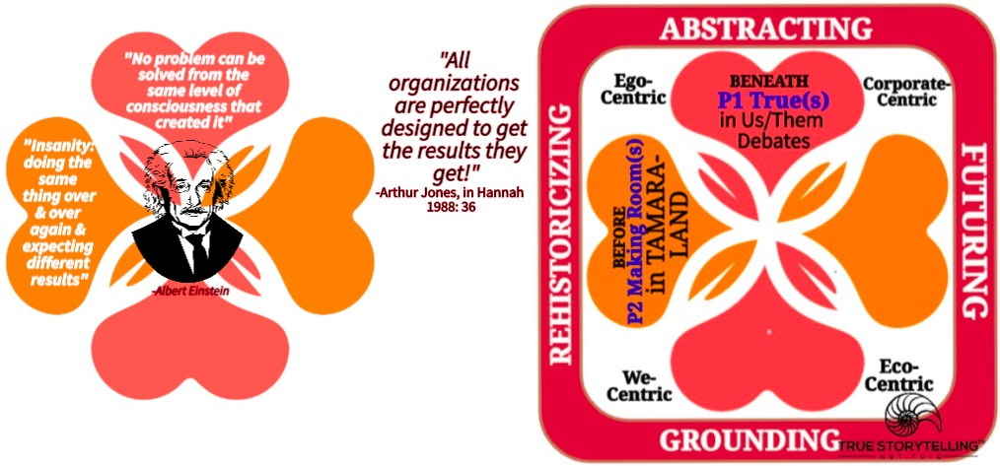 "No problem can be
solved from the
same level of
consciousness that
created it"
"Insanity:
doing the
same
thing over
& over
again &
expecting
different
results"
-Albert Einstein
"All
organizations
are perfectly
designed to get
the results they
get!"
-Arthur Jones, in Hannah
1988: 36
ABSTRACTING
Ego-
Centric
BENEATH
P1 True(s)
in Us/Them
Debates
Corporate-
Centric
REHISTORICIZING
BEFORE
P2 Making Room(s)
in TAMARA-
LAND
FUTURING
We-
Centric
Eco-
Centric
GROUNDING
TRUE STORYTELLING
INSTITUTE